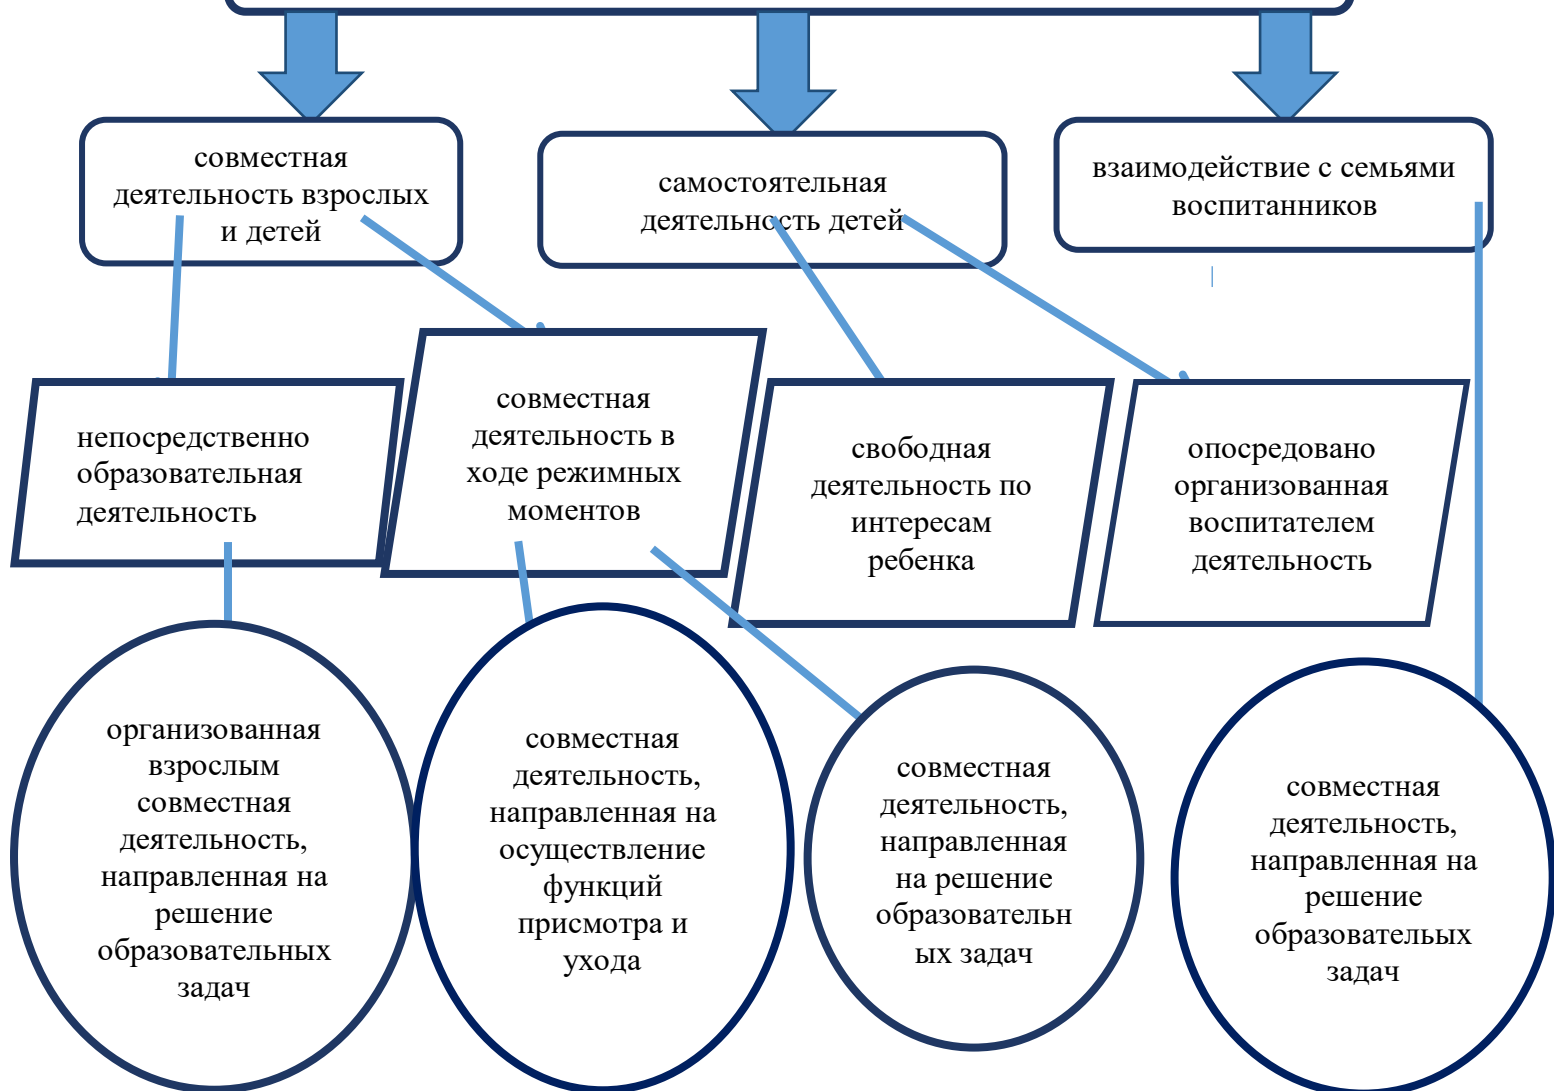 совместная
деятельность взрослых
и детей
самостоятельная
деятельность детей
взаимодействие с семьями
воспитанников
непосредственно
образовательная
деятельность
совместная
деятельность в
ходе режимных
моментов
свободная
деятельность по
интересам
ребенка
опосредовано
организованная
воспитателем
деятельность
организованная
взрослым
совместная
деятельность,
направленная на
решение
образовательных
задач
совместная
деятельность,
направленная на
осуществление
функций
присмотра и
ухода
совместная
деятельность,
направленная
на решение
образовательн
ых задач
совместная
деятельность,
направленная на
решение
образователых
задач